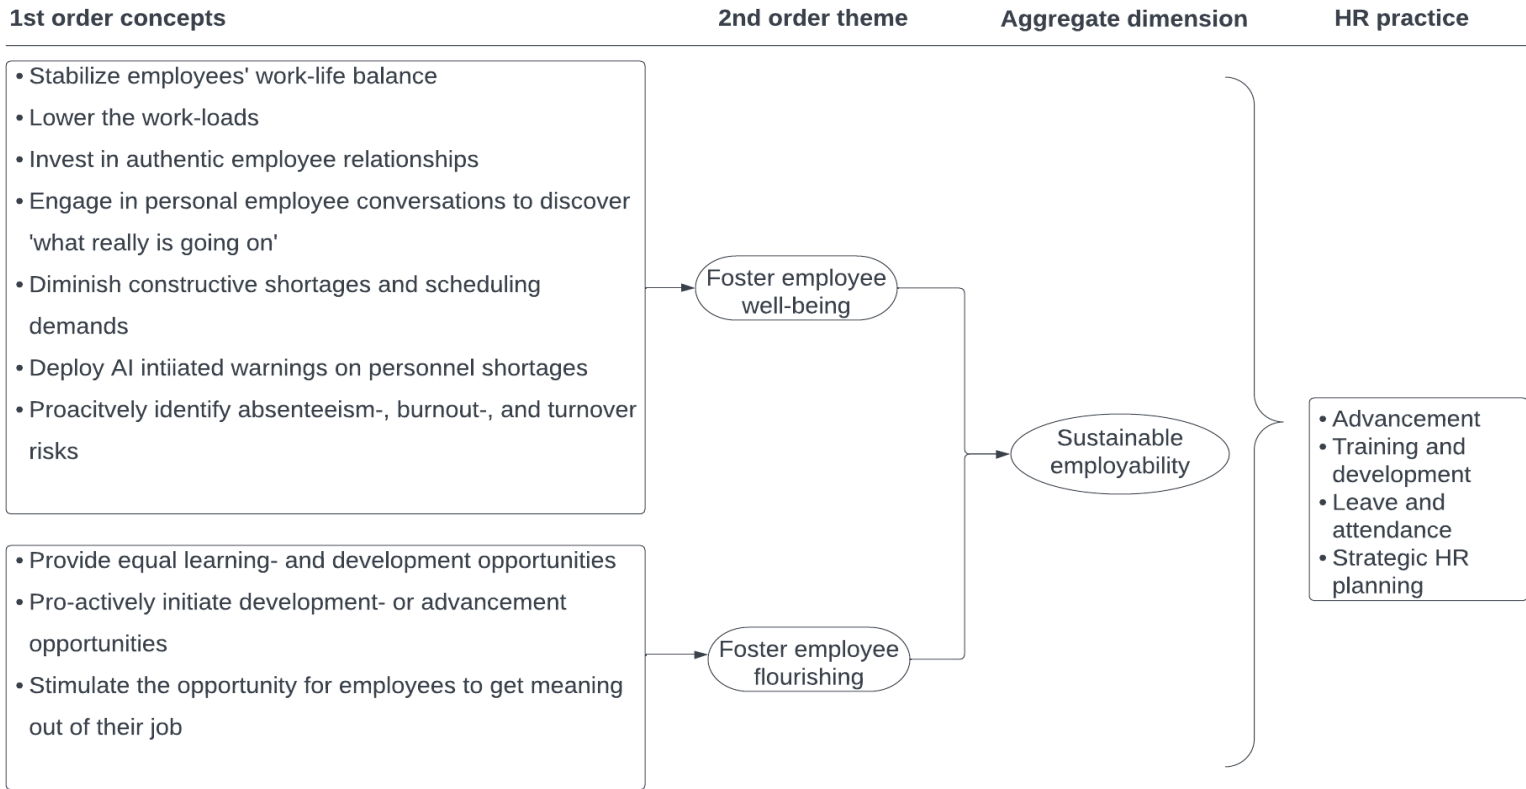 1st order concepts
2nd order theme
Aggregate dimension
HR practice
• Stabilize employees' work-life balance
• Lower the work-loads
• Invest in authentic employee relationships
• Engage in personal employee conversations to discover
'what really is going on'
• Diminish constructive shortages and scheduling
demands
• Deploy AI intiiated warnings on personnel shortages
• Proacitvely identify absenteeism-, burnout-, and turnover
risks
• Provide equal learning- and development opportunities
• Pro-actively initiate development- or advancement
opportunities
• Stimulate the opportunity for employees to get meaning
out of their job
Foster employee
well-being
Foster employee
flourishing
Sustainable
employability
• Advancement
• Training and
development
• Leave and
attendance
• Strategic HR
planning